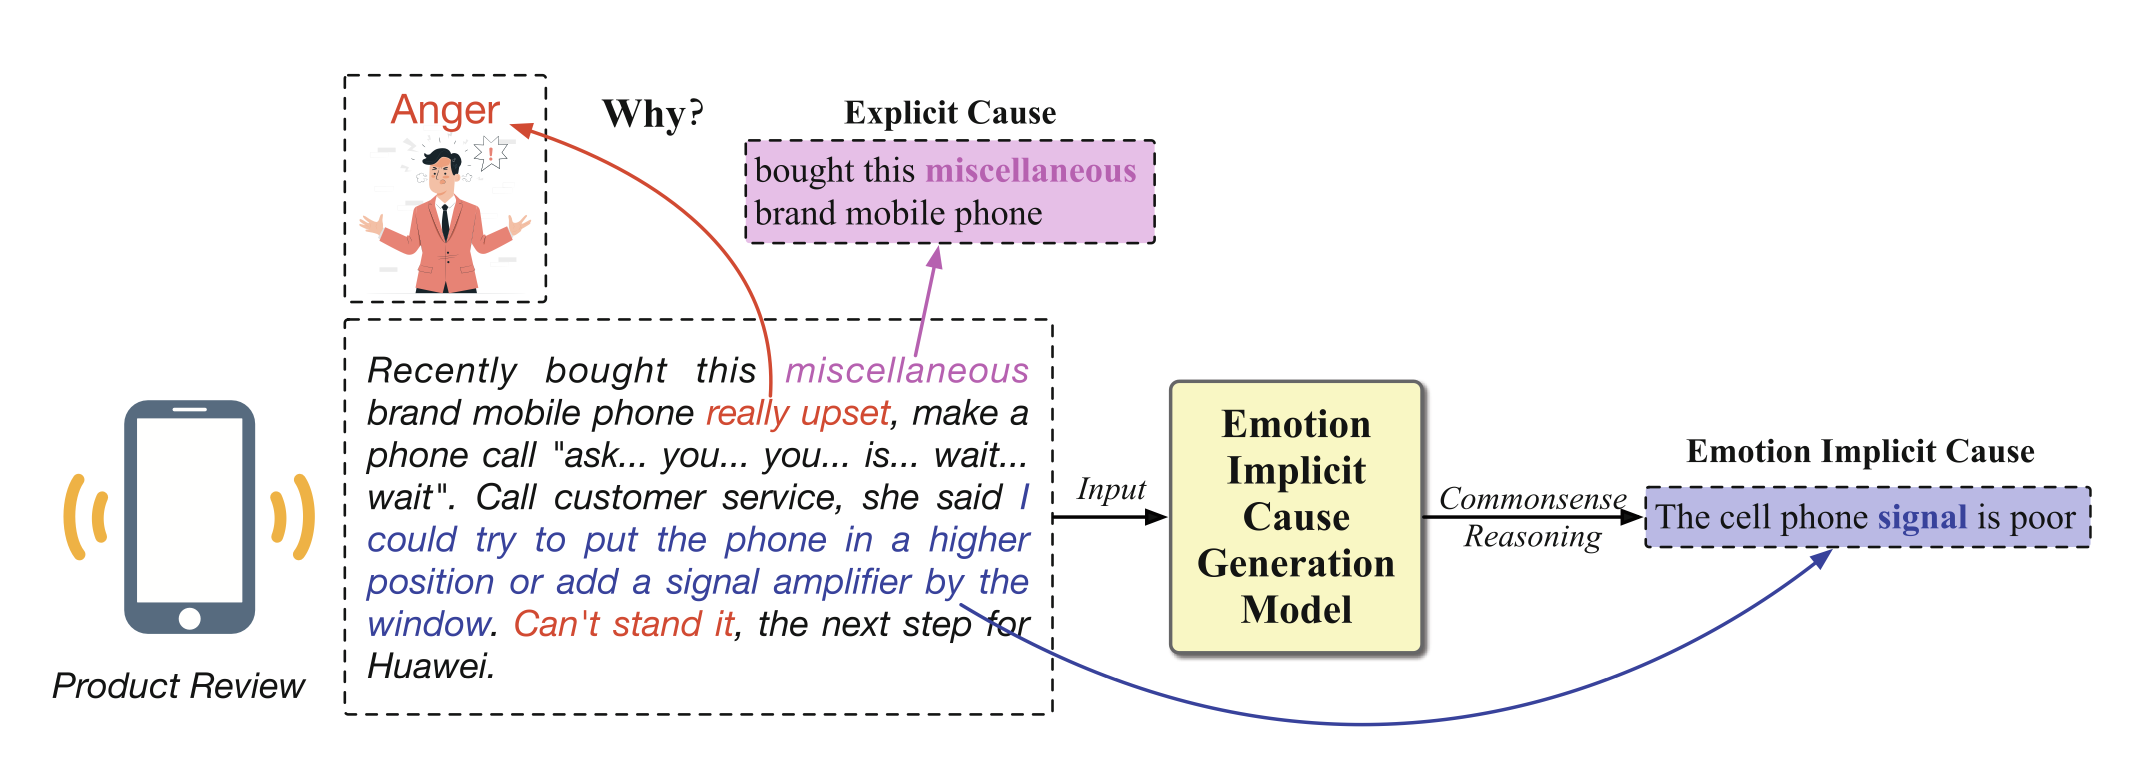 Anger
!
Why?
Explicit Cause
bought this miscellaneous
brand mobile phone
Recently bought this miscellaneous
brand mobile phone really upset, make a
phone call "ask... you... you... is... wait...
wait". Call customer service, she said I
could try to put the phone in a higher
position or add a signal amplifier by the
window. Can't stand it, the next step for
Huawei.
Product Review
Input
Emotion
Implicit
Cause
Generation
Model
Commonsense
Reasoning
Emotion Implicit Cause
The cell phone signal is poor